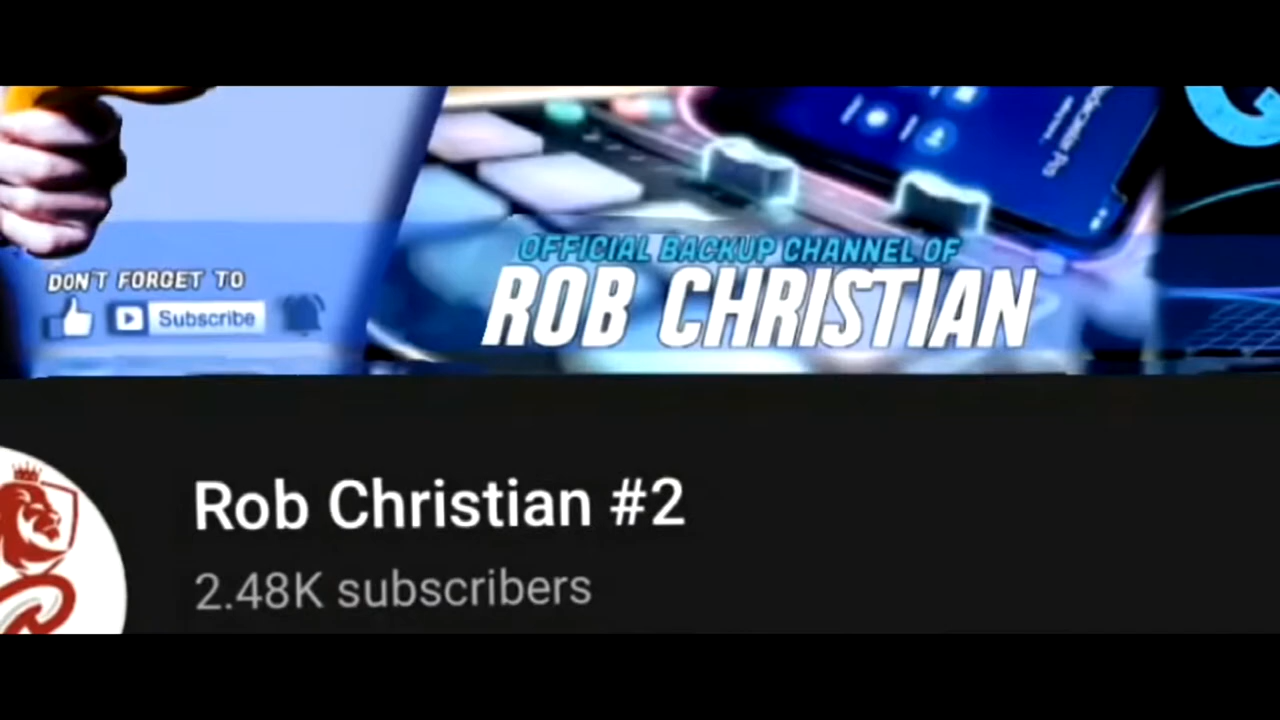 DON'T FORGET TO
Subscribe
OFFICIAL BACKUP CHANNEL OF
ROB CHRISTIAN
Rob Christian #2
2.48K subscribers